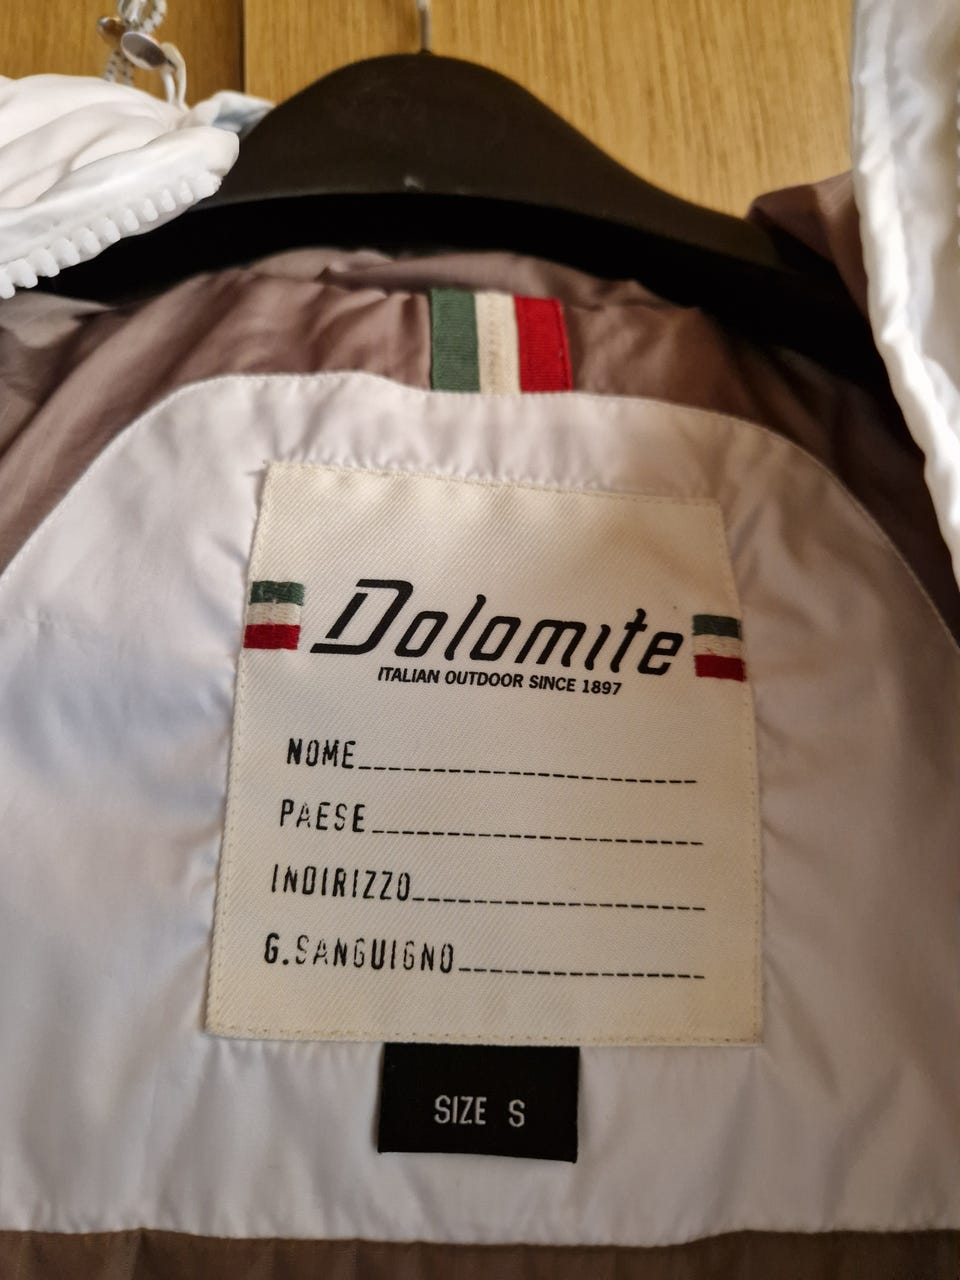 Dolomite
ITALIAN OUTDOOR SINCE 1897
NOME
PAESE
INDIRIZZO
G.SANGUIGNO
SIZE S